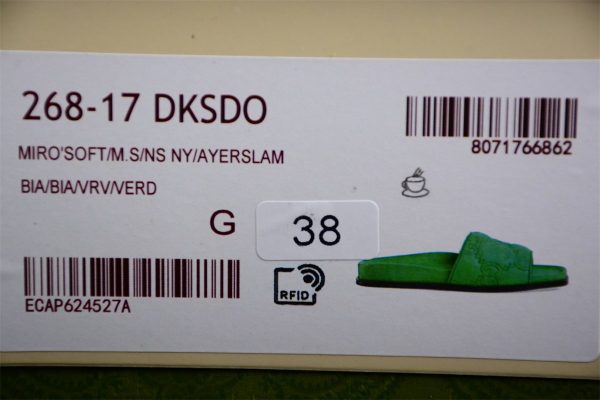 268-17 DKSDO
8071766862
MIRO'SOFT/M.S/NS NY/AYERSLAM
BIA/BIA/VRV/VERD
G 38
RFID
ECAP624527A